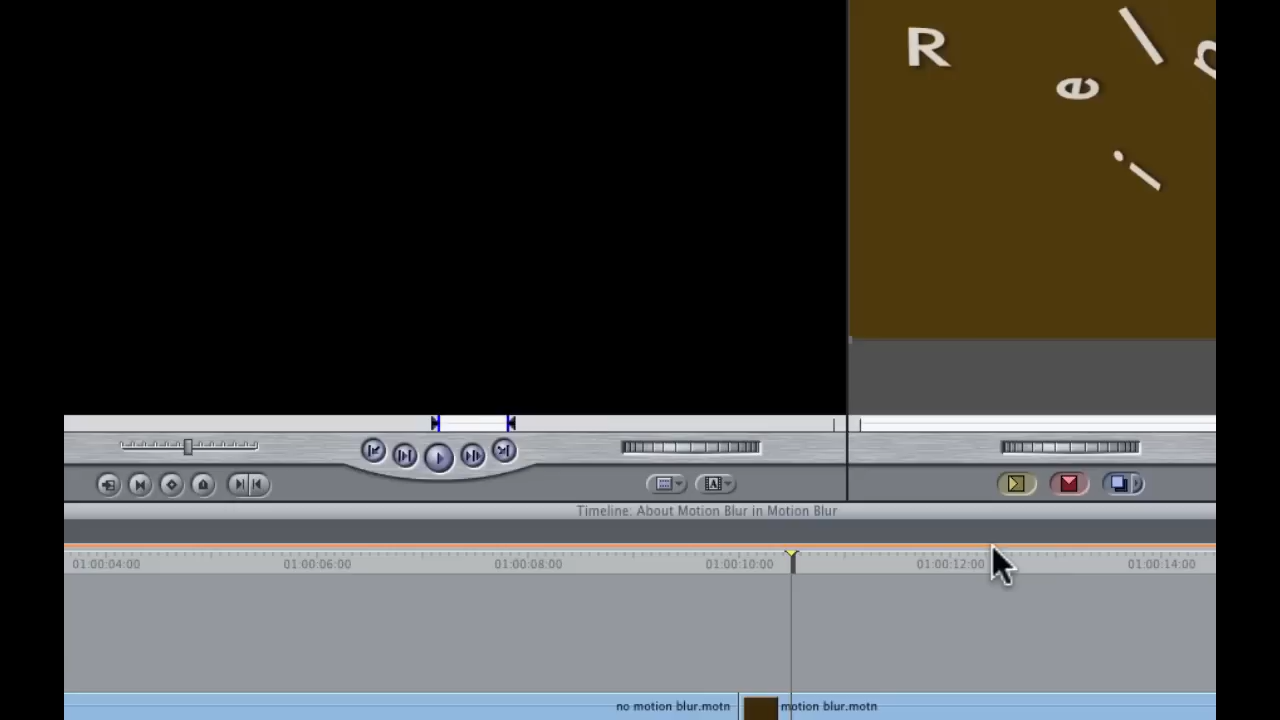 R
l
e
i
Timeline: About Motion Blur in Motion Blur
01:00:04:00 01:00:06:00 01:00:08:00 01:00:10:00 01:00:12:00 01:00:14:00
no motion blur.motn motion blur.motn